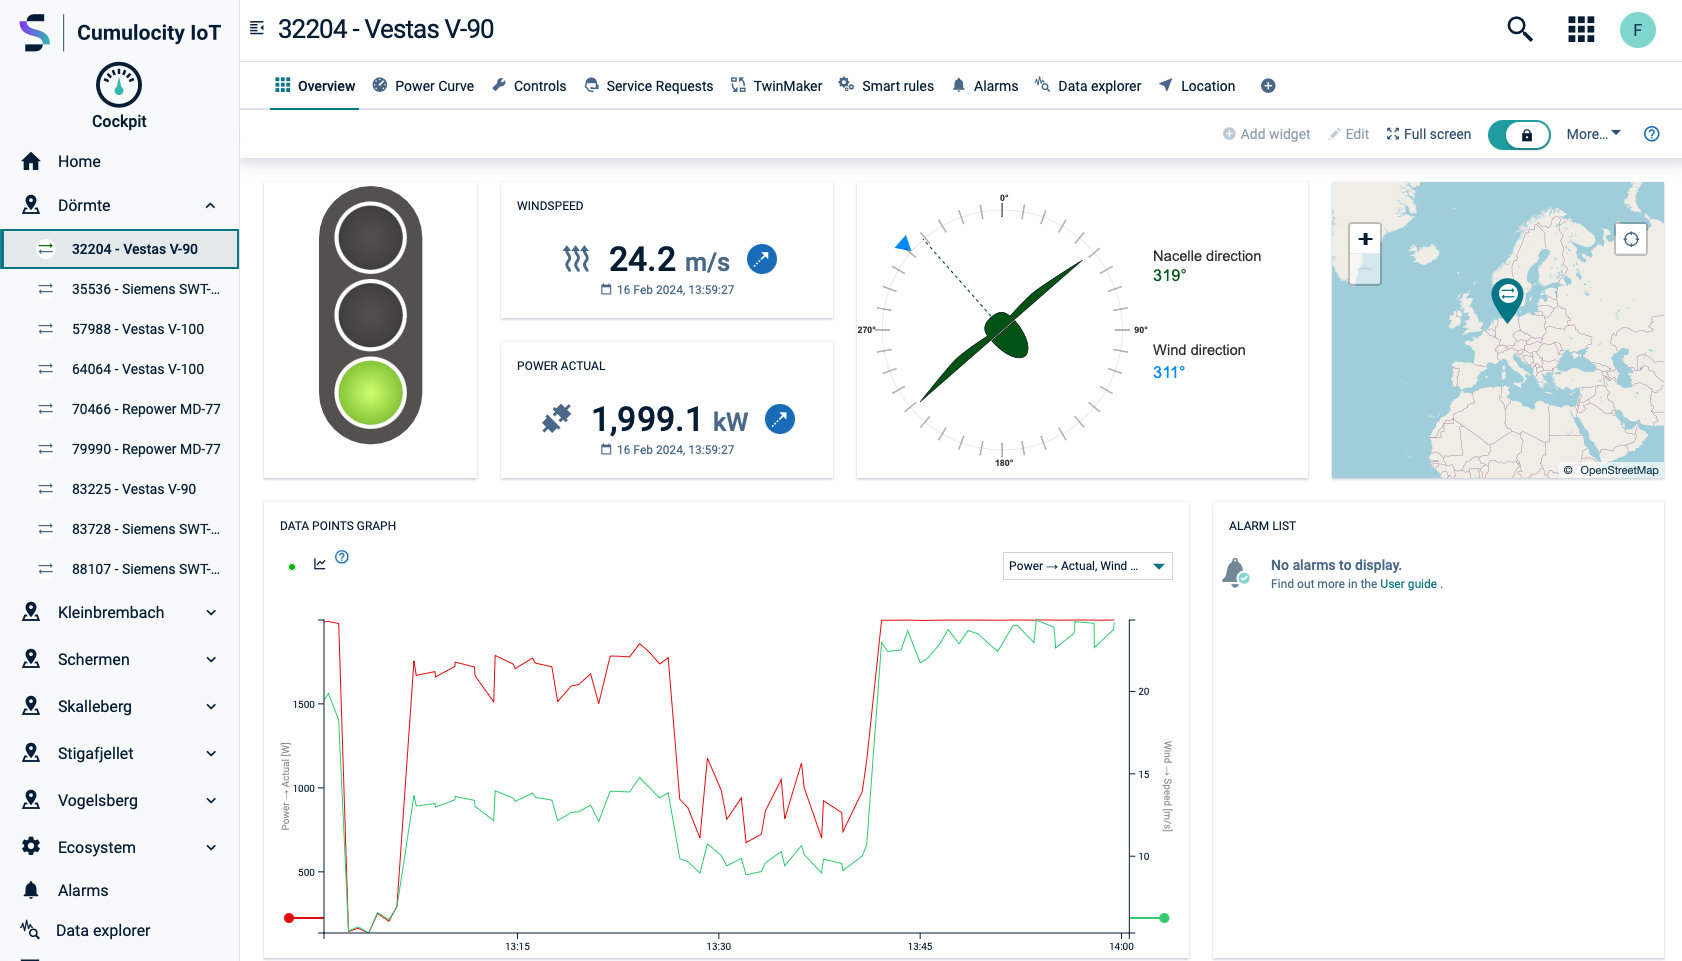 Cumulocity IoT
Cockpit
Home
Dörmte
32204 - Vestas V-90
35536 - Siemens SWT-...
57988 - Vestas V-100
64064 - Vestas V-100
70466 - Repower MD-77
79990 - Repower MD-77
83225 - Vestas V-90
83728 - Siemens SWT-...
88107 - Siemens SWT-...
Kleinbrembach
Schermen
Skalleberg
Stigafjellet
Vogelsberg
Ecosystem
Alarms
Data explorer
32204 - Vestas V-90
F
Overview
Power Curve
Controls
Service Requests
TwinMaker
Smart rules
Alarms
Data explorer
Location
Add widget
Edit
Full screen
More...
WINDSPEED
24.2 m/s
16 Feb 2024, 13:59:27
POWER ACTUAL
1,999.1 kW
16 Feb 2024, 13:59:27
0°
90°
180°
270°
Nacelle direction
319°
Wind direction
311°
+
© OpenStreetMap
DATA POINTS GRAPH
Power → Actual, Wind ...
Power → Actual [W]
1500
1000
500
13:15
13:30
13:45
14:00
20
15
10
Wind → Speed [m/s]
ALARM LIST
No alarms to display.
Find out more in the User guide .